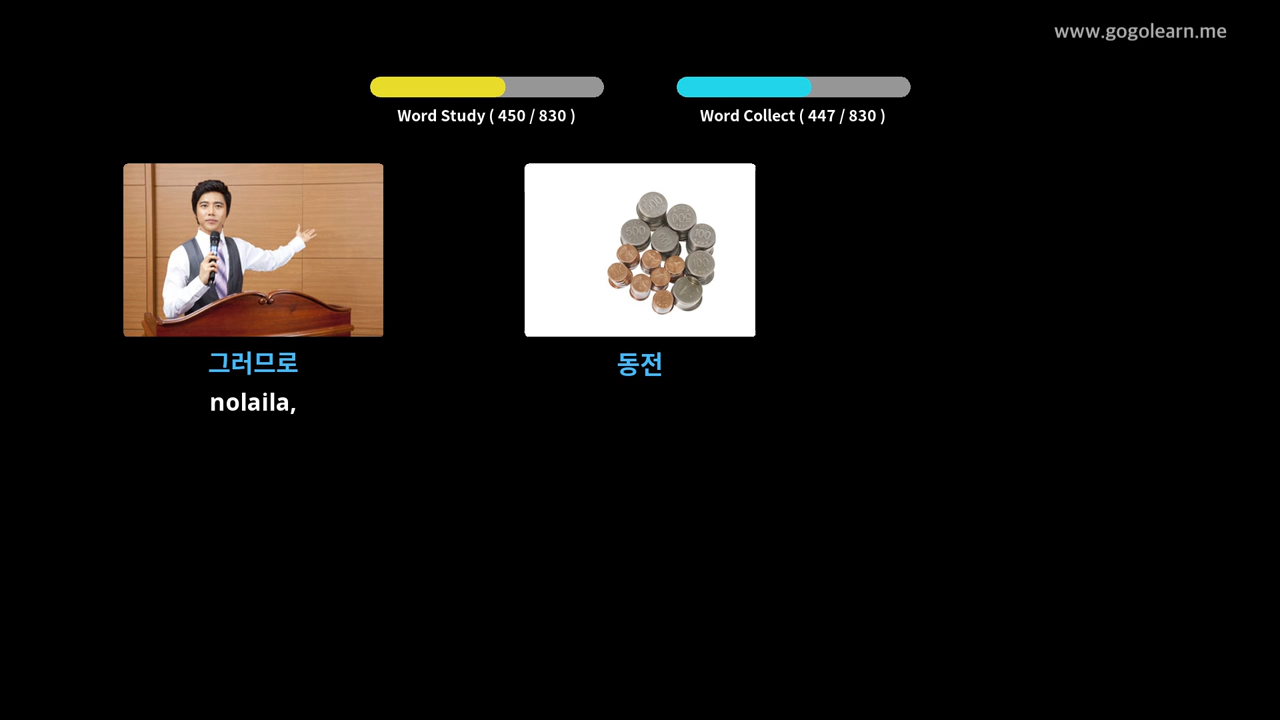 www.gogolearn.me
Word Study ( 450 / 830 )
Word Collect ( 447 / 830 )
그러므로
nolaila,
동전